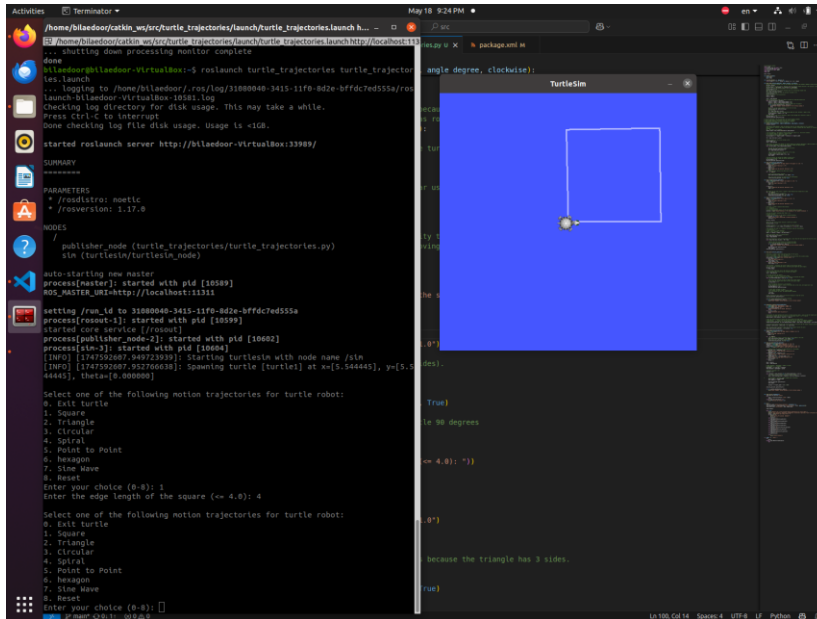 Activities
Terminator
May 18 9:24 PM
en
/home/bilaedoor/catkin_ws/src/turtle_trajectories/launch/turtle_trajectories.launch h...
/home/bilaedoor/catkin_ws/src/turtle_trajectories/launch/turtle_trajectories.launch http://localhost:113
... shutting down processing monitor complete
done
bilaedoor@bilaedoor-VirtualBox:~$ roslaunch turtle_trajectories turtle_trajector
ies.launch
... logging to /home/bilaedoor/.ros/log/31080040-3415-11f0-8d2e-bffdc7ed555a/ros
launch-bilaedoor-VirtualBox-10581.log
Checking log directory for disk usage. This may take a while.
Press Ctrl-C to interrupt
Done checking log file disk usage. Usage is <1GB.
started roslaunch server http://bilaedoor-VirtualBox:33989/
SUMMARY
========
PARAMETERS
* /rosdistro: noetic
* /rosversion: 1.17.0
NODES
/
publisher_node (turtle_trajectories/turtle_trajectories.py)
sim (turtlesim/turtlesim_node)
auto-starting new master
process[master]: started with pid [10589]
ROS_MASTER_URI=http://localhost:11311
setting /run_id to 31080040-3415-11f0-8d2e-bffdc7ed555a
process[rosout-1]: started with pid [10599]
started core service [/rosout]
process[publisher_node-2]: started with pid [10602]
process[sim-3]: started with pid [10604]
[INFO] [1747592607.949723939]: Starting turtlesim with node name /sim
[INFO] [1747592607.952766638]: Spawning turtle [turtle1] at x=[5.544445], y=[5.5
44445], theta=[0.000000]
Select one of the following motion trajectories for turtle robot:
0. Exit turtle
1. Square
2. Triangle
3. Circular
4. Spiral
5. Point to Point
6. hexagon
7. Sine Wave
8. Reset
Enter your choice (0-8): 1
Enter the edge length of the square (<= 4.0): 4
Select one of the following motion trajectories for turtle robot:
0. Exit turtle
1. Square
2. Triangle
3. Circular
4. Spiral
5. Point to Point
6. hexagon
7. Sine Wave
8. Reset
Enter your choice (0-8):
src
ries.py U
package.xml M
angle degree, clockwise):
TurtleSim
True)
le 90 degrees
(<= 4.0): "))
because the triangle has 3 sides.
True)
main*
Ln 100, Col 14 Spaces: 4 UTF-8 LF Python